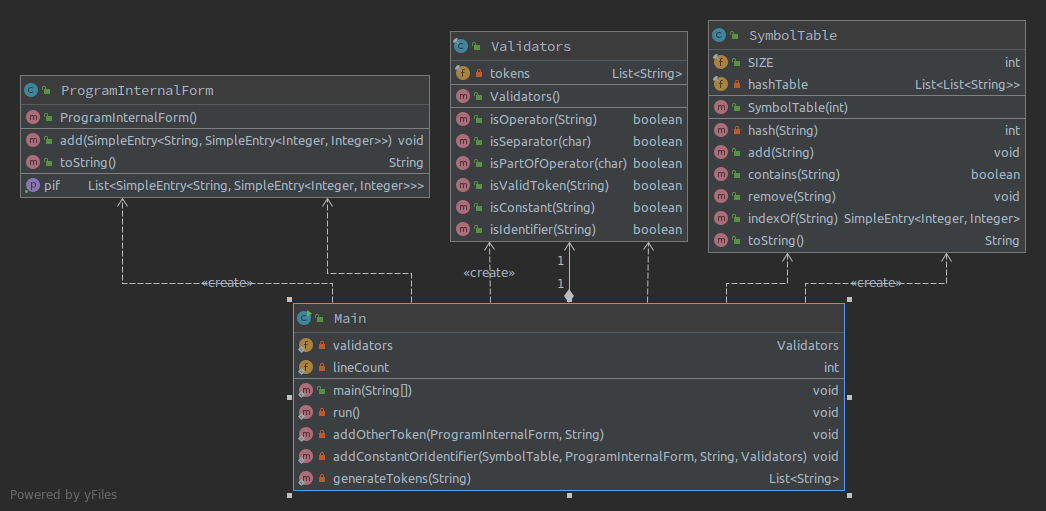 ProgramInternalForm
ProgramInternalForm()
add(SimpleEntry<String, SimpleEntry<Integer, Integer>>) void
toString() String
pif List<SimpleEntry<String, SimpleEntry<Integer, Integer>>>
Validators
tokens List<String>
Validators()
isOperator(String) boolean
isSeparator(char) boolean
isPartOfOperator(char) boolean
isValidToken(String) boolean
isConstant(String) boolean
isIdentifier(String) boolean
SymbolTable
SIZE int
hashTable List<List<String>>
SymbolTable(int)
hash(String) int
add(String) void
contains(String) boolean
remove(String) void
indexOf(String) SimpleEntry<Integer, Integer>
toString() String
«create»
«create»
1
1
«create»
Main
validators Validators
lineCount int
main(String[]) void
run() void
addOtherToken(ProgramInternalForm, String) void
addConstantOrIdentifier(SymbolTable, ProgramInternalForm, String, Validators) void
generateTokens(String) List<String>
Powered by yFiles